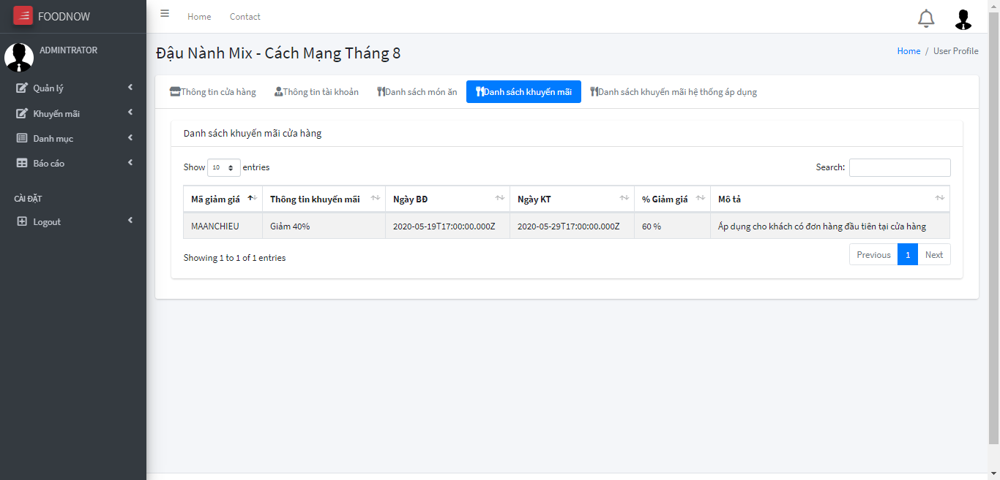 FOODNOW
Home Contact
ADMINTRATOR
Quản lý
Khuyến mãi
Danh mục
Báo cáo
CÀI ĐẶT
Logout
Đậu Nành Mix - Cách Mạng Tháng 8
Home / User Profile
Thông tin cửa hàng Thông tin tài khoản Danh sách món ăn Danh sách khuyến mãi Danh sách khuyến mãi hệ thống áp dụng
Danh sách khuyến mãi cửa hàng
Show 10 entries Search:
Mã giảm giá Thông tin khuyến mãi Ngày BĐ Ngày KT % Giảm giá Mô tả
MAANCHIEU Giảm 40% 2020-05-19T17:00:00.000Z 2020-05-29T17:00:00.000Z 60 % Áp dụng cho khách có đơn hàng đầu tiên tại cửa hàng
Showing 1 to 1 of 1 entries Previous 1 Next